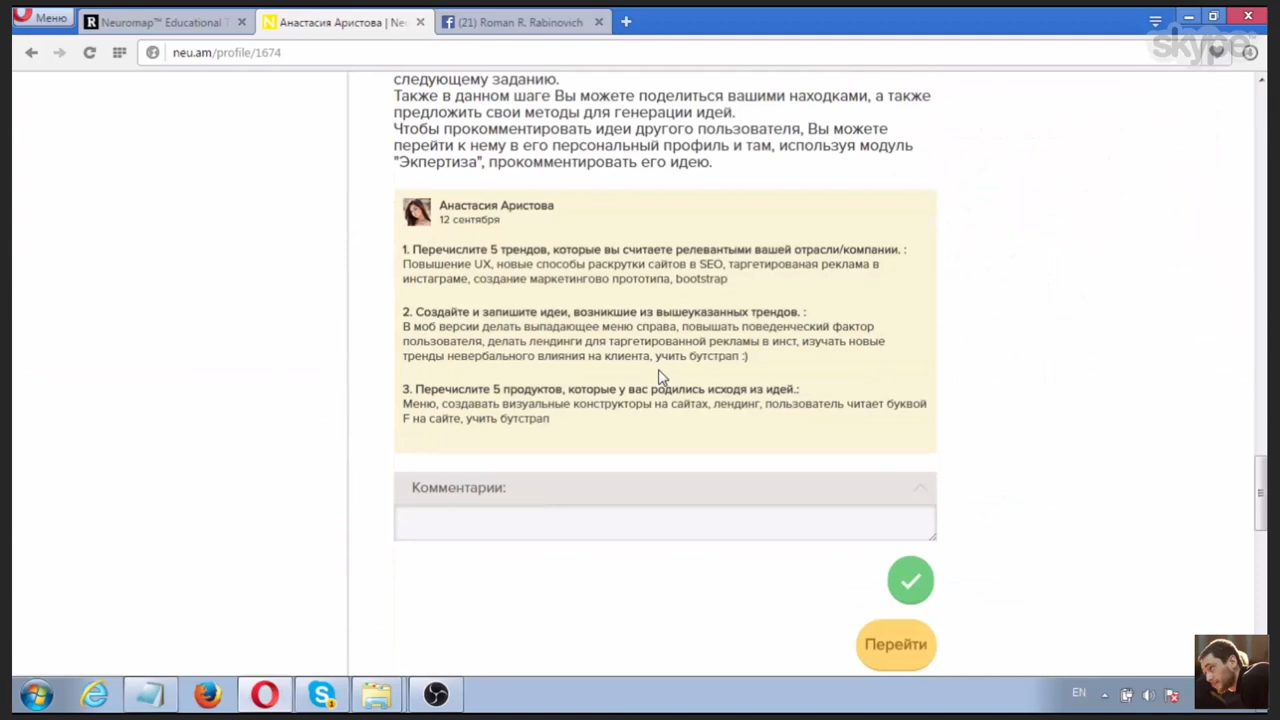 Меню
Neuromap™ Educational T
Анастасия Аристова | Neu
(21) Roman R. Rabinovich
neu.am/profile/1674
skype
следующему заданию.
Также в данном шаге Вы можете поделиться вашими находками, а также
предложить свои методы для генерации идей.
Чтобы прокомментировать идеи другого пользователя, Вы можете
перейти к нему в его персональный профиль и там, используя модуль
"Экпертиза", прокомментировать его идею.
Анастасия Аристова
12 сентября
1. Перечислите 5 трендов, которые вы считаете релевантыми вашей отрасли/компании. :
Повышение UX, новые способы раскрутки сайтов в SEO, таргетированая реклама в
инстаграме, создание маркетингово прототипа, bootstrap
2. Создайте и запишите идеи, возникшие из вышеуказанных трендов. :
В моб версии делать выпадающее меню справа, повышать поведенческий фактор
пользователя, делать лендинги для таргетированной рекламы в инст, изучать новые
тренды невербального влияния на клиента, учить бутстрап :)
3. Перечислите 5 продуктов, которые у вас родились исходя из идей.:
Меню, создавать визуальные конструкторы на сайтах, лендинг, пользователь читает буквой
F на сайте, учить бутстрап
Комментарии:
Перейти
EN